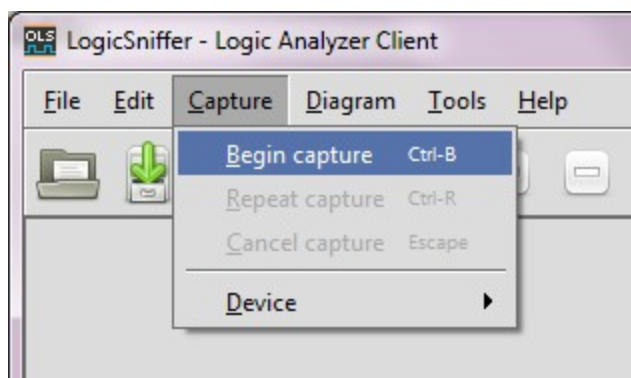 OLS LogicSniffer - Logic Analyzer Client
File Edit Capture Diagram Tools Help
Begin capture Ctrl-B
Repeat capture Ctrl-R
Cancel capture Escape
Device